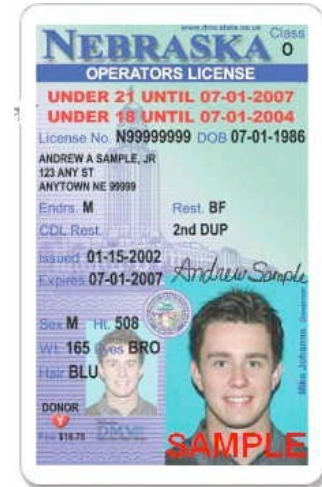 www.dmv.state.ne.us
NEBRASKA
Class
O
OPERATORS LICENSE
UNDER 21 UNTIL 07-01-2007
UNDER 18 UNTIL 07-01-2004
License No. N99999999 DOB 07-01-1986
ANDREW A SAMPLE, JR
123 ANY ST
ANYTOWN NE 99999
Endrs. M Rest. BF
CDL Rest. 2nd DUP
Issued 01-15-2002
Expires 07-01-2007
Andrew Sample
Sex M Ht. 508
Wt. 165 Eyes BRO
Hair BLU
Mike Johanns Governor
DONOR
Fee $18.75
DMV
SAMPLE